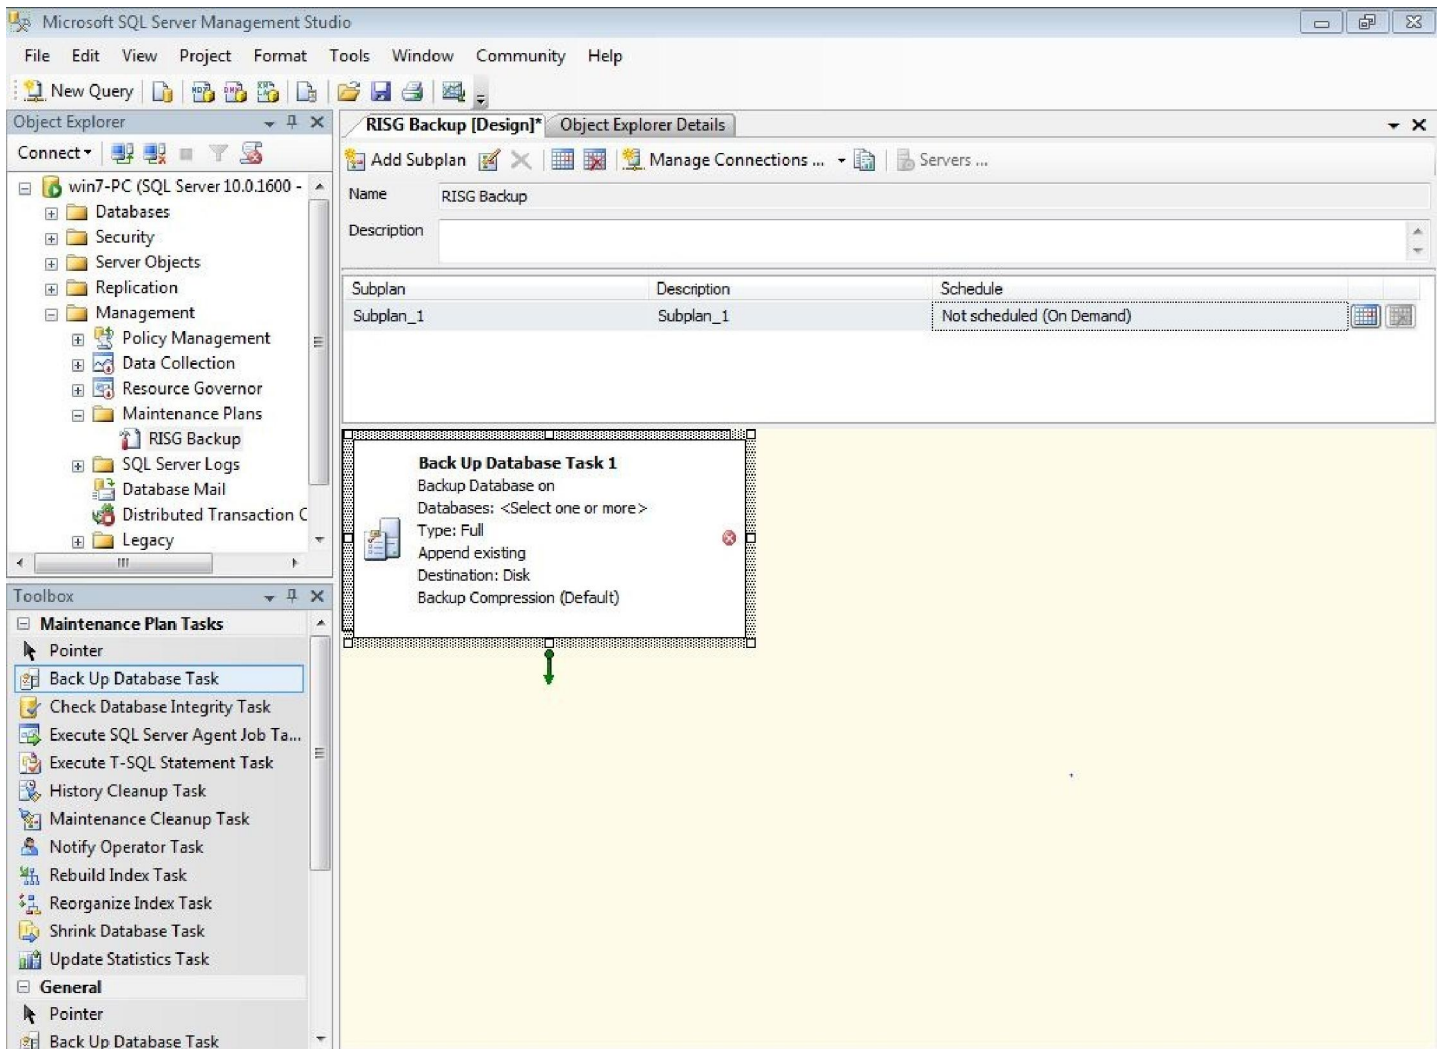 Microsoft SQL Server Management Studio
File Edit View Project Format Tools Window Community Help
New Query
Object Explorer
Connect
win7-PC (SQL Server 10.0.1600 -
Databases
Security
Server Objects
Replication
Management
Policy Management
Data Collection
Resource Governor
Maintenance Plans
RISG Backup
SQL Server Logs
Database Mail
Distributed Transaction C
Legacy
Toolbox
Maintenance Plan Tasks
Pointer
Back Up Database Task
Check Database Integrity Task
Execute SQL Server Agent Job Ta...
Execute T-SQL Statement Task
History Cleanup Task
Maintenance Cleanup Task
Notify Operator Task
Rebuild Index Task
Reorganize Index Task
Shrink Database Task
Update Statistics Task
General
Pointer
Back Up Database Task
RISG Backup [Design]* Object Explorer Details
Add Subplan Manage Connections ... Servers ...
Name RISG Backup
Description
Subplan Description Schedule
Subplan_1 Subplan_1 Not scheduled (On Demand)
Back Up Database Task 1
Backup Database on
Databases: <Select one or more>
Type: Full
Append existing
Destination: Disk
Backup Compression (Default)